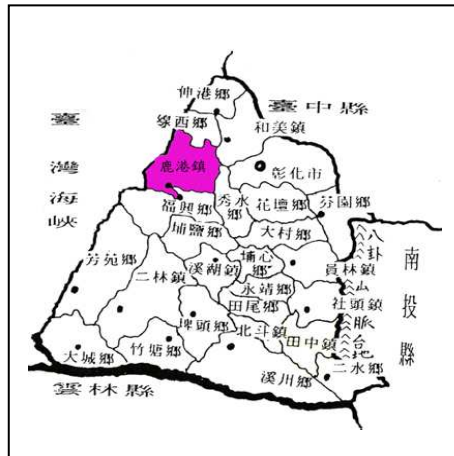 伸港鄉
臺中縣
線西鄉
和美鎮
臺灣海峽
鹿港鎮
彰化市
福興鄉
秀水鄉
花壇鄉
芬園鄉
埔鹽鄉
大村鄉
八卦山脈台地
南投縣
芳苑鄉
二林鎮
溪湖鎮
埔心鄉
員林鎮
永靖鄉
社頭鎮
田尾鄉
埤頭鄉
北斗鎮
田中鎮
大城鄉
竹塘鄉
二水鄉
溪川鄉
雲林縣